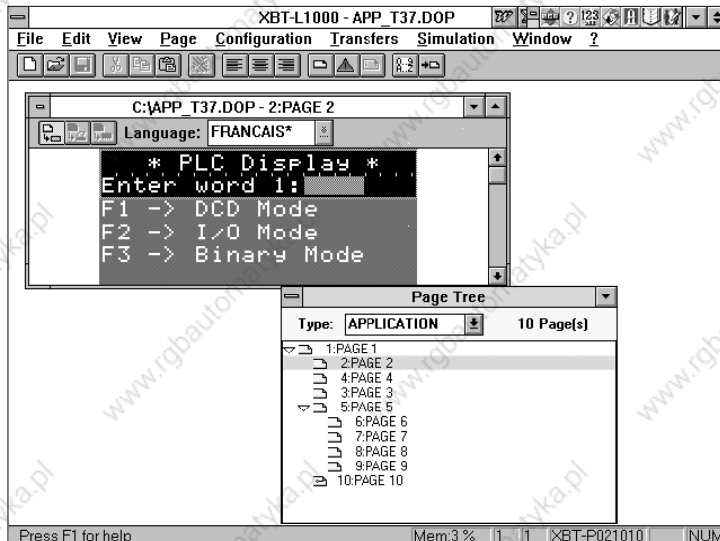 XBT-L1000 - APP_T37.DOP
File Edit View Page Configuration Transfers Simulation Window ?
C:\APP_T37.DOP - 2:PAGE 2
Language: FRANCAIS*
* PLC Display *
Enter word 1:
F1 -> DCD Mode
F2 -> I/O Mode
F3 -> Binary Mode
Page Tree
Type: APPLICATION 10 Page(s)
1:PAGE 1
2:PAGE 2
4:PAGE 4
3:PAGE 3
5:PAGE 5
6:PAGE 6
7:PAGE 7
8:PAGE 8
9:PAGE 9
10:PAGE 10
Press F1 for help Mem:3 % 1 1 XBT-P021010 NUM
www.rgbautomatyka.pl